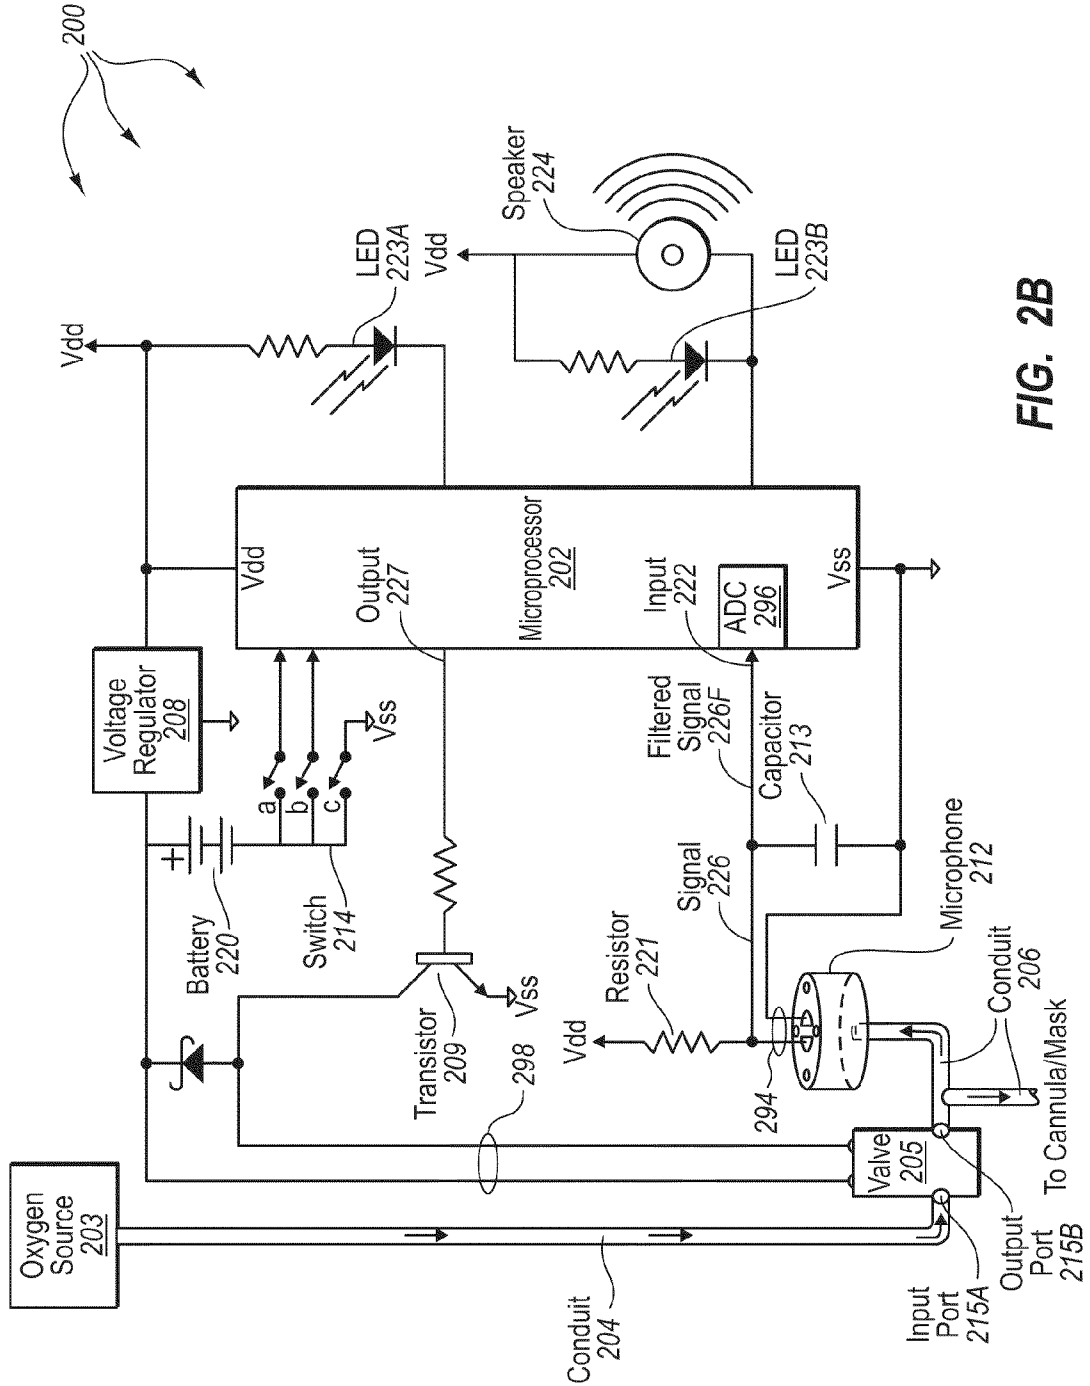 200
Oxygen
Source
203
Conduit
204
Battery
220
+
Switch
214
a
b
c
Vss
Voltage
Regulator
208
Vdd
LED
223A
Vdd
Speaker
224
LED
223B
Vdd
Microprocessor
202
Output
227
Input
222
ADC
296
Vss
Transistor
209
Vss
298
Vdd
Resistor
221
Signal
226
Filtered
Signal
226F
Capacitor
213
294
Microphone
212
Conduit
206
Valve
205
Input
Port
215A
Output
Port
215B
To Cannula/Mask
FIG. 2B